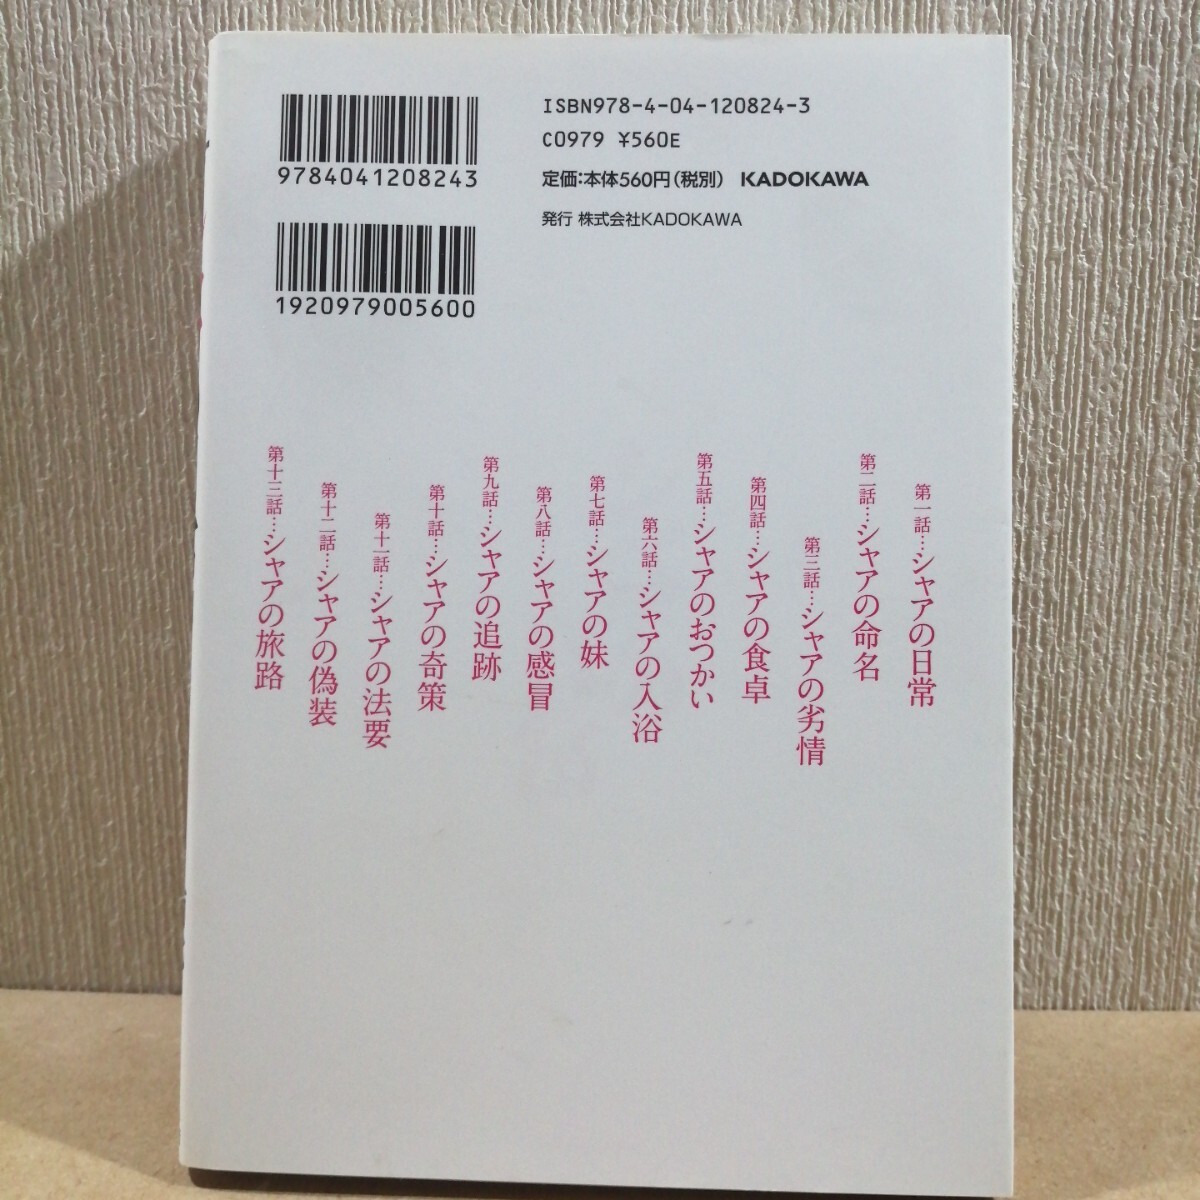 9784041208243
1920979005600
ISBN978-4-04-120824-3
C0979 ¥560E
定価:本体560円(税別) KADOKAWA
発行 株式会社KADOKAWA
第一話…シャアの日常
第二話…シャアの命名
第三話…シャアの劣情
第四話…シャアの食卓
第五話…シャアのおつかい
第六話…シャアの入浴
第七話…シャアの妹
第八話…シャアの感冒
第九話…シャアの追跡
第十話…シャアの奇策
第十一話…シャアの法要
第十二話…シャアの偽装
第十三話…シャアの旅路